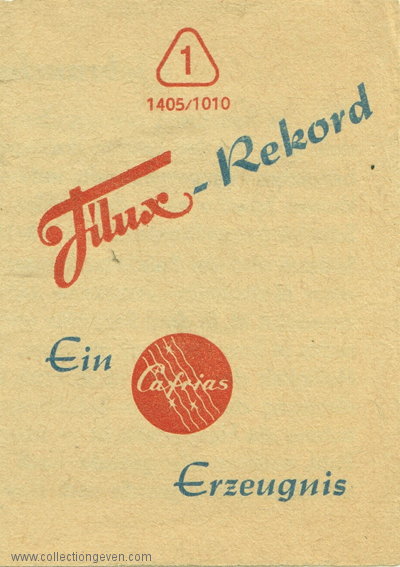 1
1405/1010
Filux-Rekord
Ein
Cafrias
Erzeugnis
www.collectiongeven.com